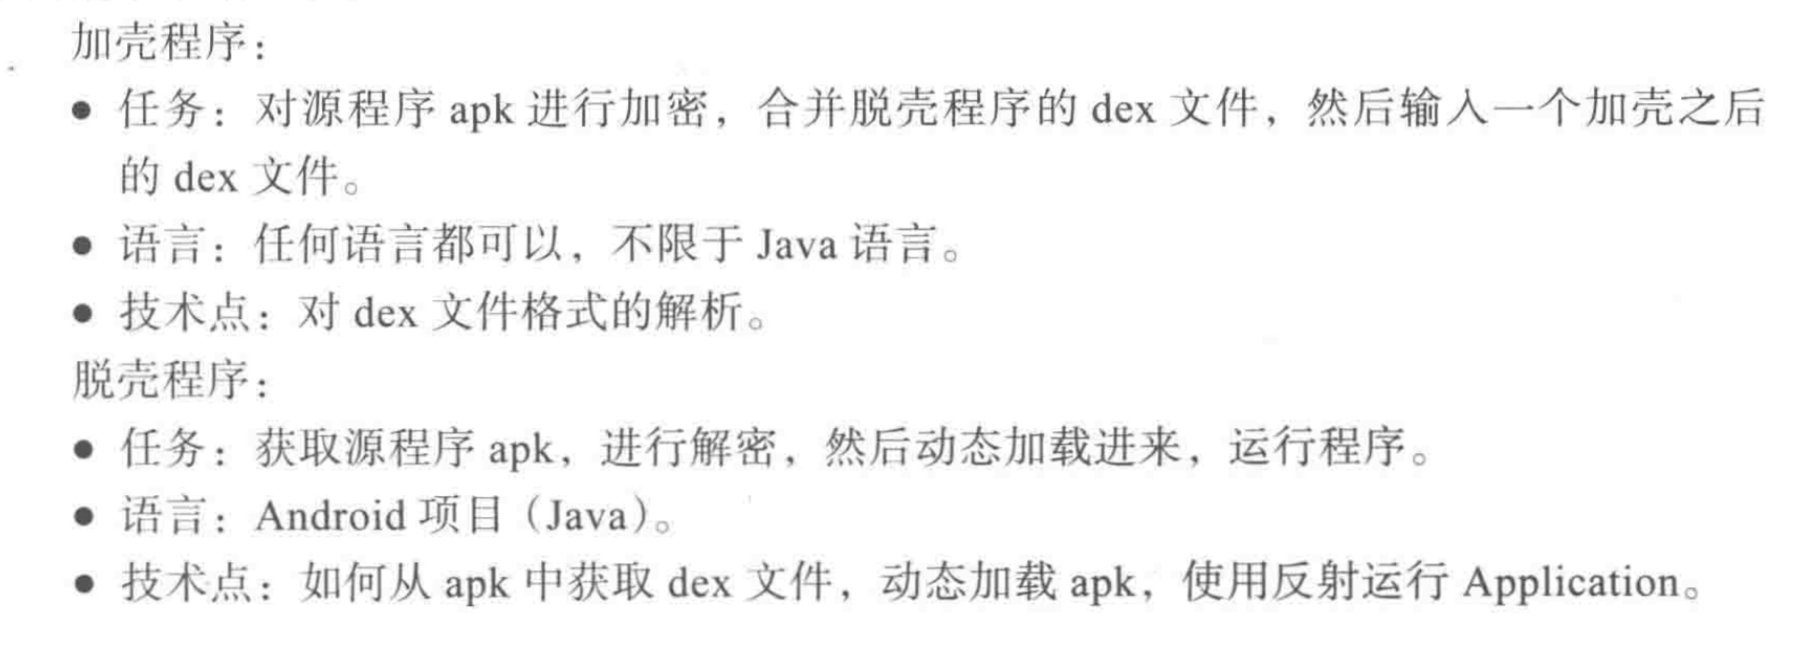 加壳程序：
● 任务：对源程序 apk 进行加密，合并脱壳程序的 dex 文件，然后输入一个加壳之后
的 dex 文件。
● 语言：任何语言都可以，不限于 Java 语言。
● 技术点：对 dex 文件格式的解析。
脱壳程序：
● 任务：获取源程序 apk，进行解密，然后动态加载进来，运行程序。
● 语言：Android 项目（Java）。
● 技术点：如何从 apk 中获取 dex 文件，动态加载 apk，使用反射运行 Application。